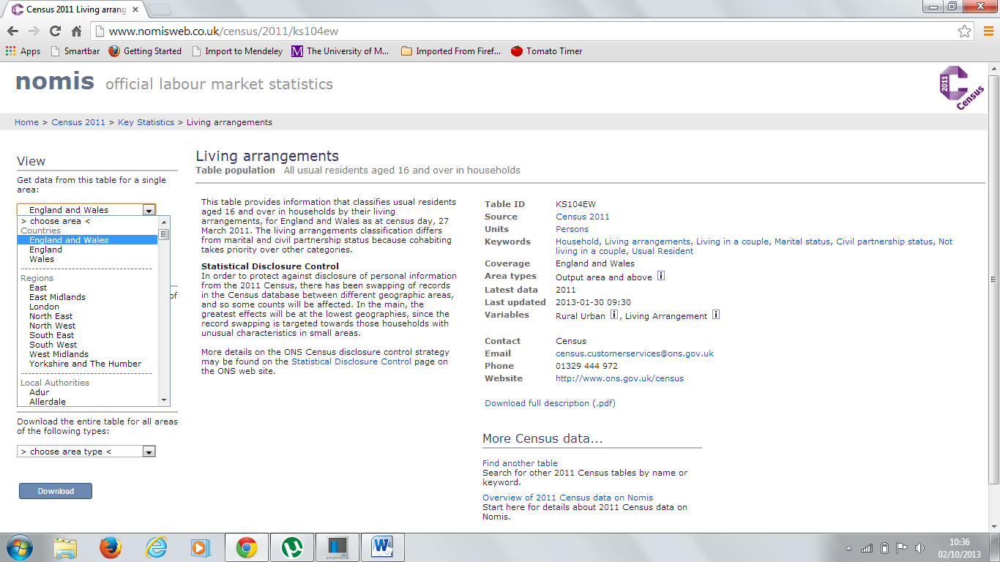 Census 2011 Living arrang
www.nomisweb.co.uk/census/2011/ks104ew
Apps Smartbar Getting Started Import to Mendeley The University of M... Imported From Firef... Tomato Timer
nomis official labour market statistics
2011 Census
Home > Census 2011 > Key Statistics > Living arrangements
View
Get data from this table for a single
area:
England and Wales
> choose area <
Countries
England and Wales
England
Wales
Regions
East
East Midlands
London
North East
North West
South East
South West
West Midlands
Yorkshire and The Humber
Local Authorities
Adur
Allerdale
of
Download the entire table for all areas
of the following types:
> choose area type <
Download
Living arrangements
Table population All usual residents aged 16 and over in households
This table provides information that classifies usual residents
aged 16 and over in households by their living
arrangements, for England and Wales as at census day, 27
March 2011. The living arrangements classification differs
from marital and civil partnership status because cohabiting
takes priority over other categories.
Statistical Disclosure Control
In order to protect against disclosure of personal information
from the 2011 Census, there has been swapping of records
in the Census database between different geographic areas,
and so some counts will be affected. In the main, the
greatest effects will be at the lowest geographies, since the
record swapping is targeted towards those households with
unusual characteristics in small areas.
More details on the ONS Census disclosure control strategy
may be found on the Statistical Disclosure Control page on
the ONS web site.
Table ID KS104EW
Source Census 2011
Units Persons
Keywords Household, Living arrangements, Living in a couple, Marital status, Civil partnership status, Not
living in a couple, Usual Resident
Coverage England and Wales
Area types Output area and above i
Latest data 2011
Last updated 2013-01-30 09:30
Variables Rural Urban i, Living Arrangement i
Contact Census
Email census.customerservices@ons.gov.uk
Phone 01329 444 972
Website http://www.ons.gov.uk/census
Download full description (.pdf)
More Census data...
Find another table
Search for other 2011 Census tables by name or
keyword.
Overview of 2011 Census data on Nomis
Start here for details about 2011 Census data on
Nomis.
10:36
02/10/2013